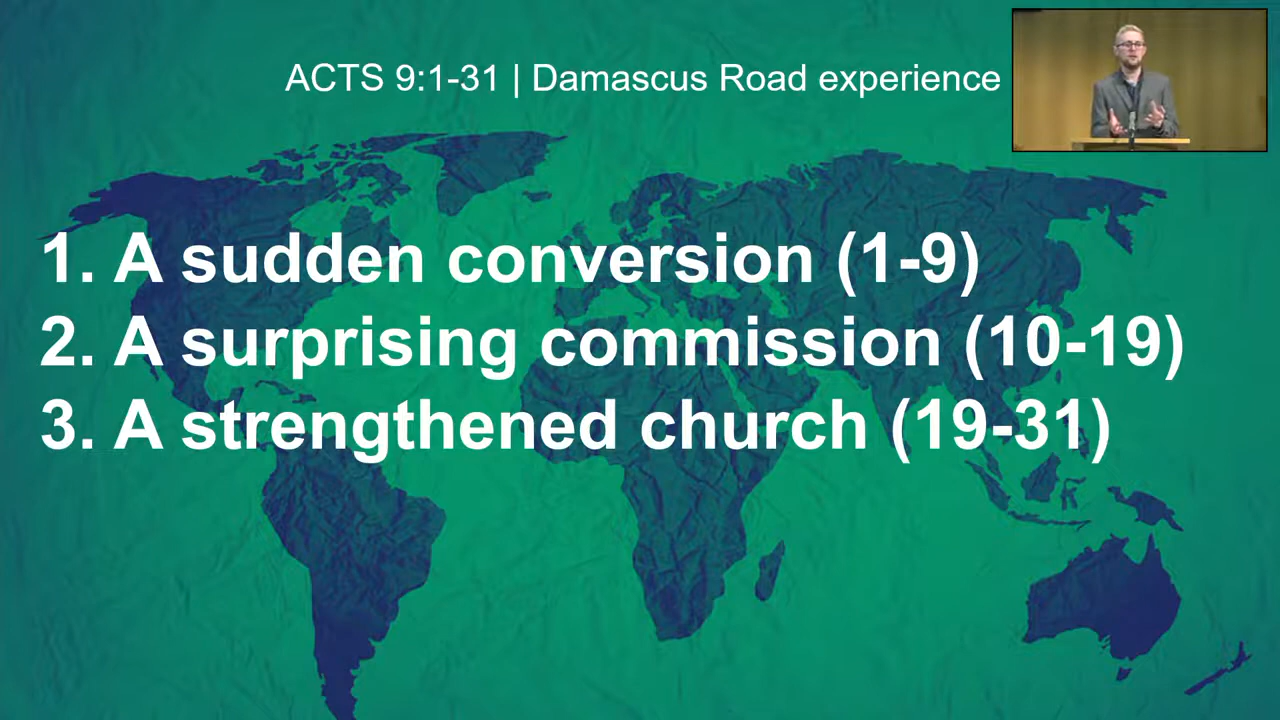 ACTS 9:1-31 | Damascus Road experience
1. A sudden conversion (1-9)
2. A surprising commission (10-19)
3. A strengthened church (19-31)